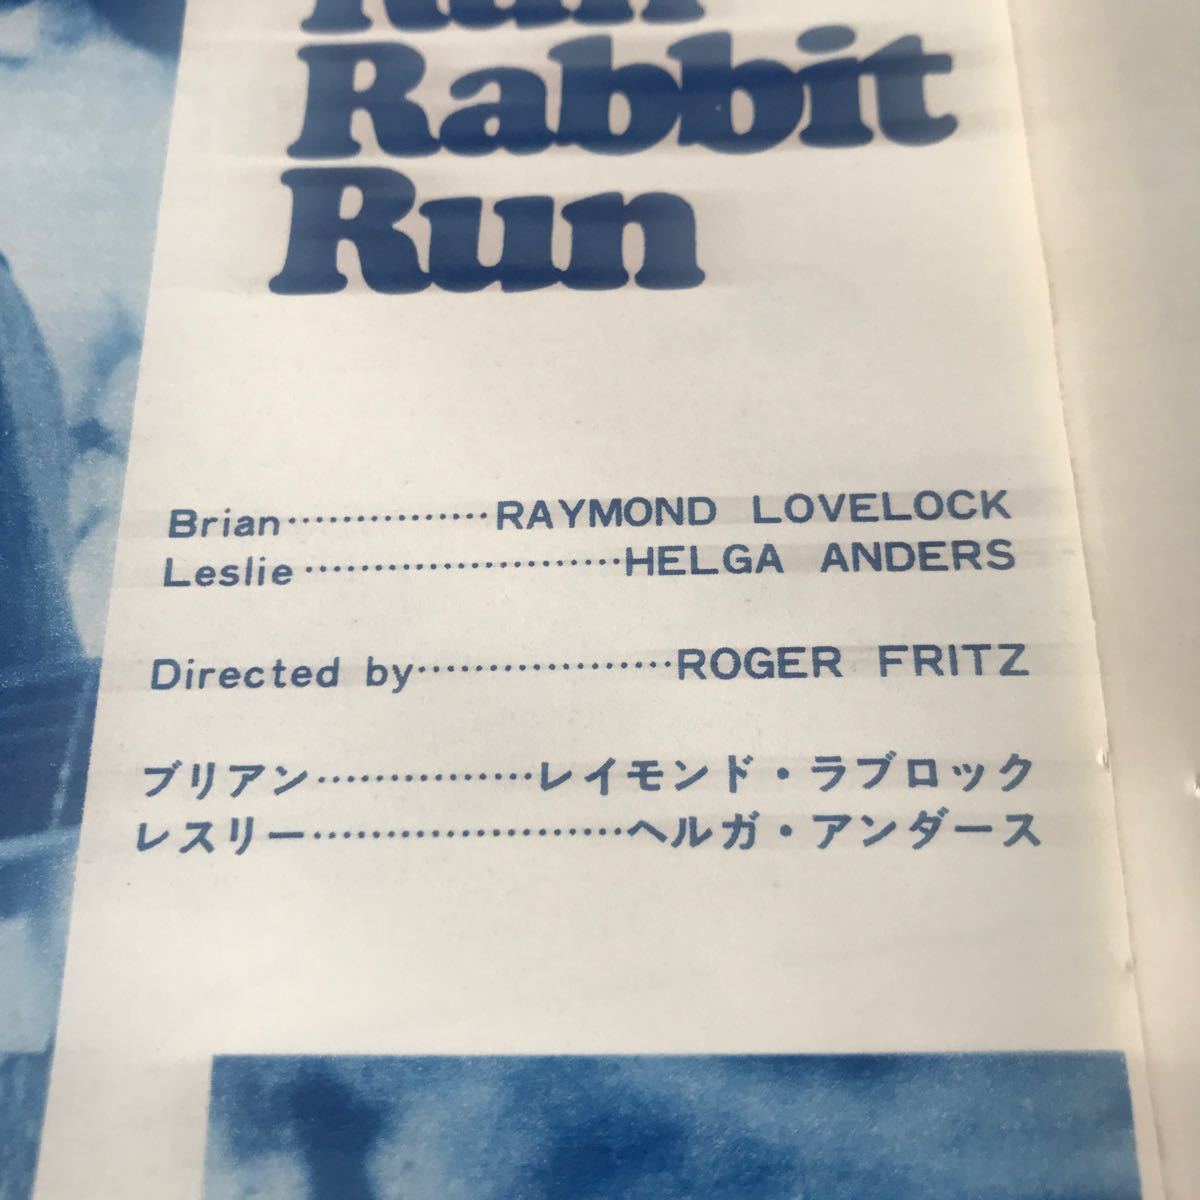 Run
Rabbit
Run
Brian……………RAYMOND LOVELOCK
Leslie……………………HELGA ANDERS
Directed by………………ROGER FRITZ
ブリアン……………レイモンド・ラブロック
レスリー……………………ヘルガ・アンダース